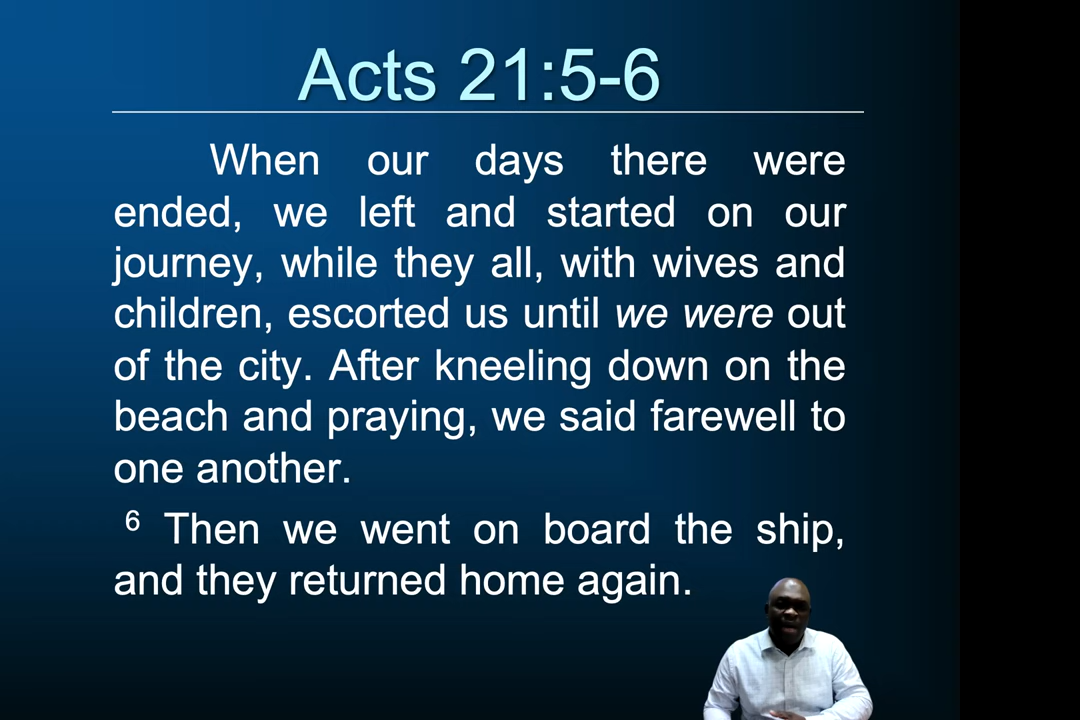 Acts 21:5-6
When our days there were
ended, we left and started on our
journey, while they all, with wives and
children, escorted us until we were out
of the city. After kneeling down on the
beach and praying, we said farewell to
one another.
6 Then we went on board the ship,
and they returned home again.